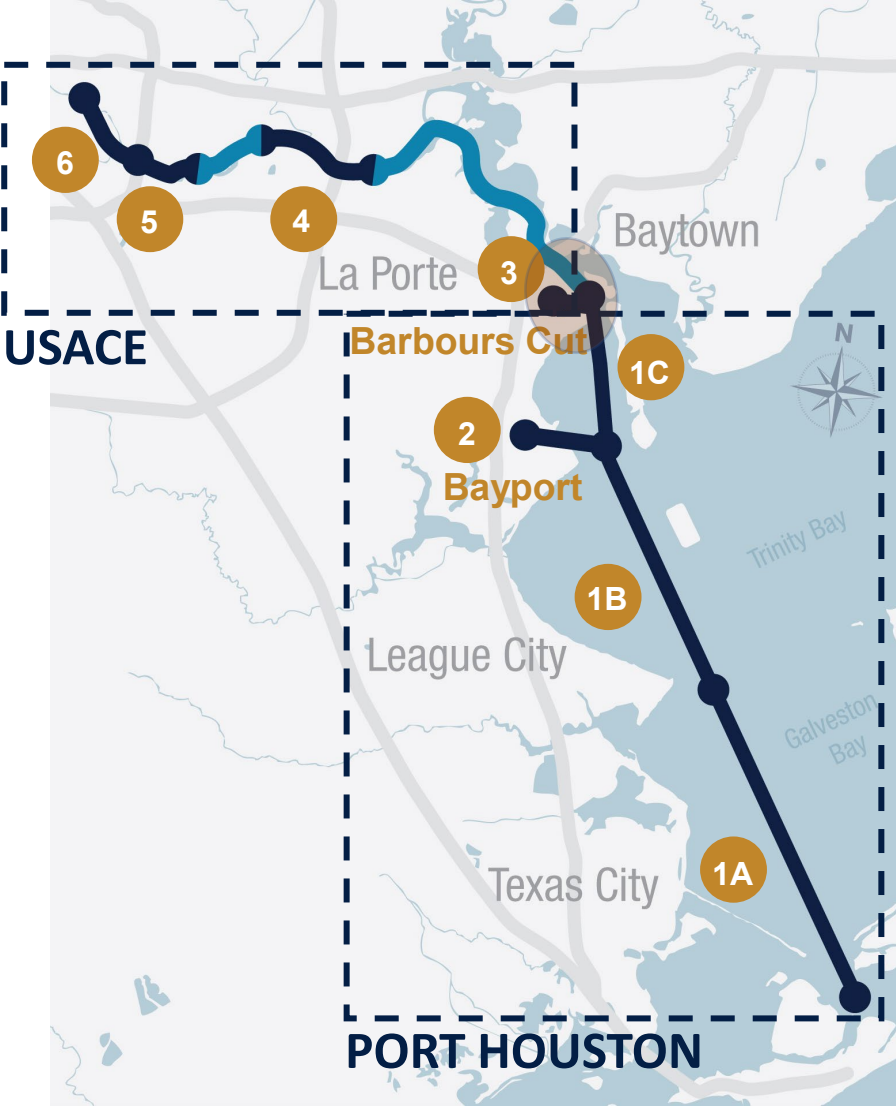 6
5
4
3
Baytown
La Porte
USACE
Barbours Cut
1C
N
2
Bayport
Trinity Bay
1B
League City
Galveston
Bay
1A
Texas City
PORT HOUSTON